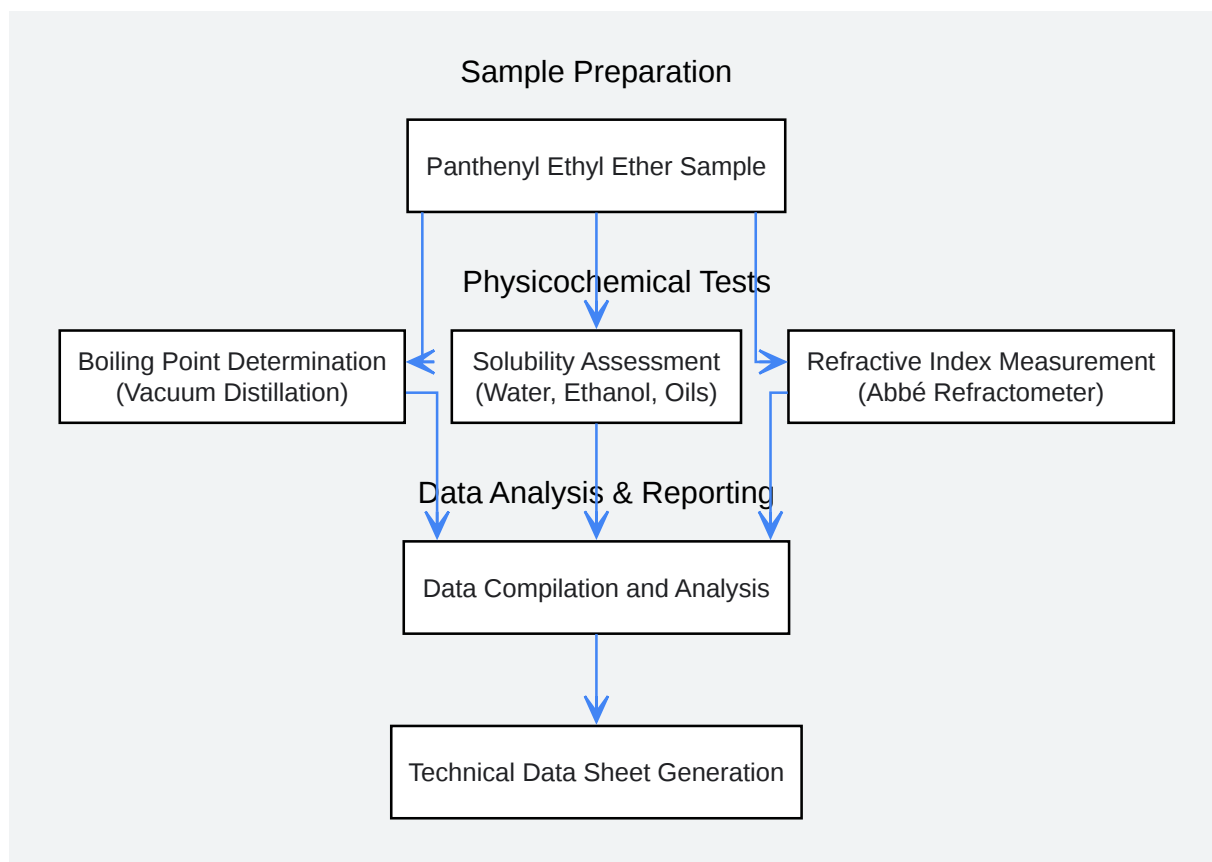 Sample Preparation
Panthenyl Ethyl Ether Sample
Physicochemical Tests
Boiling Point Determination
(Vacuum Distillation)
Solubility Assessment
(Water, Ethanol, Oils)
Refractive Index Measurement
(Abbé Refractometer)
Data Analysis & Reporting
Data Compilation and Analysis
Technical Data Sheet Generation